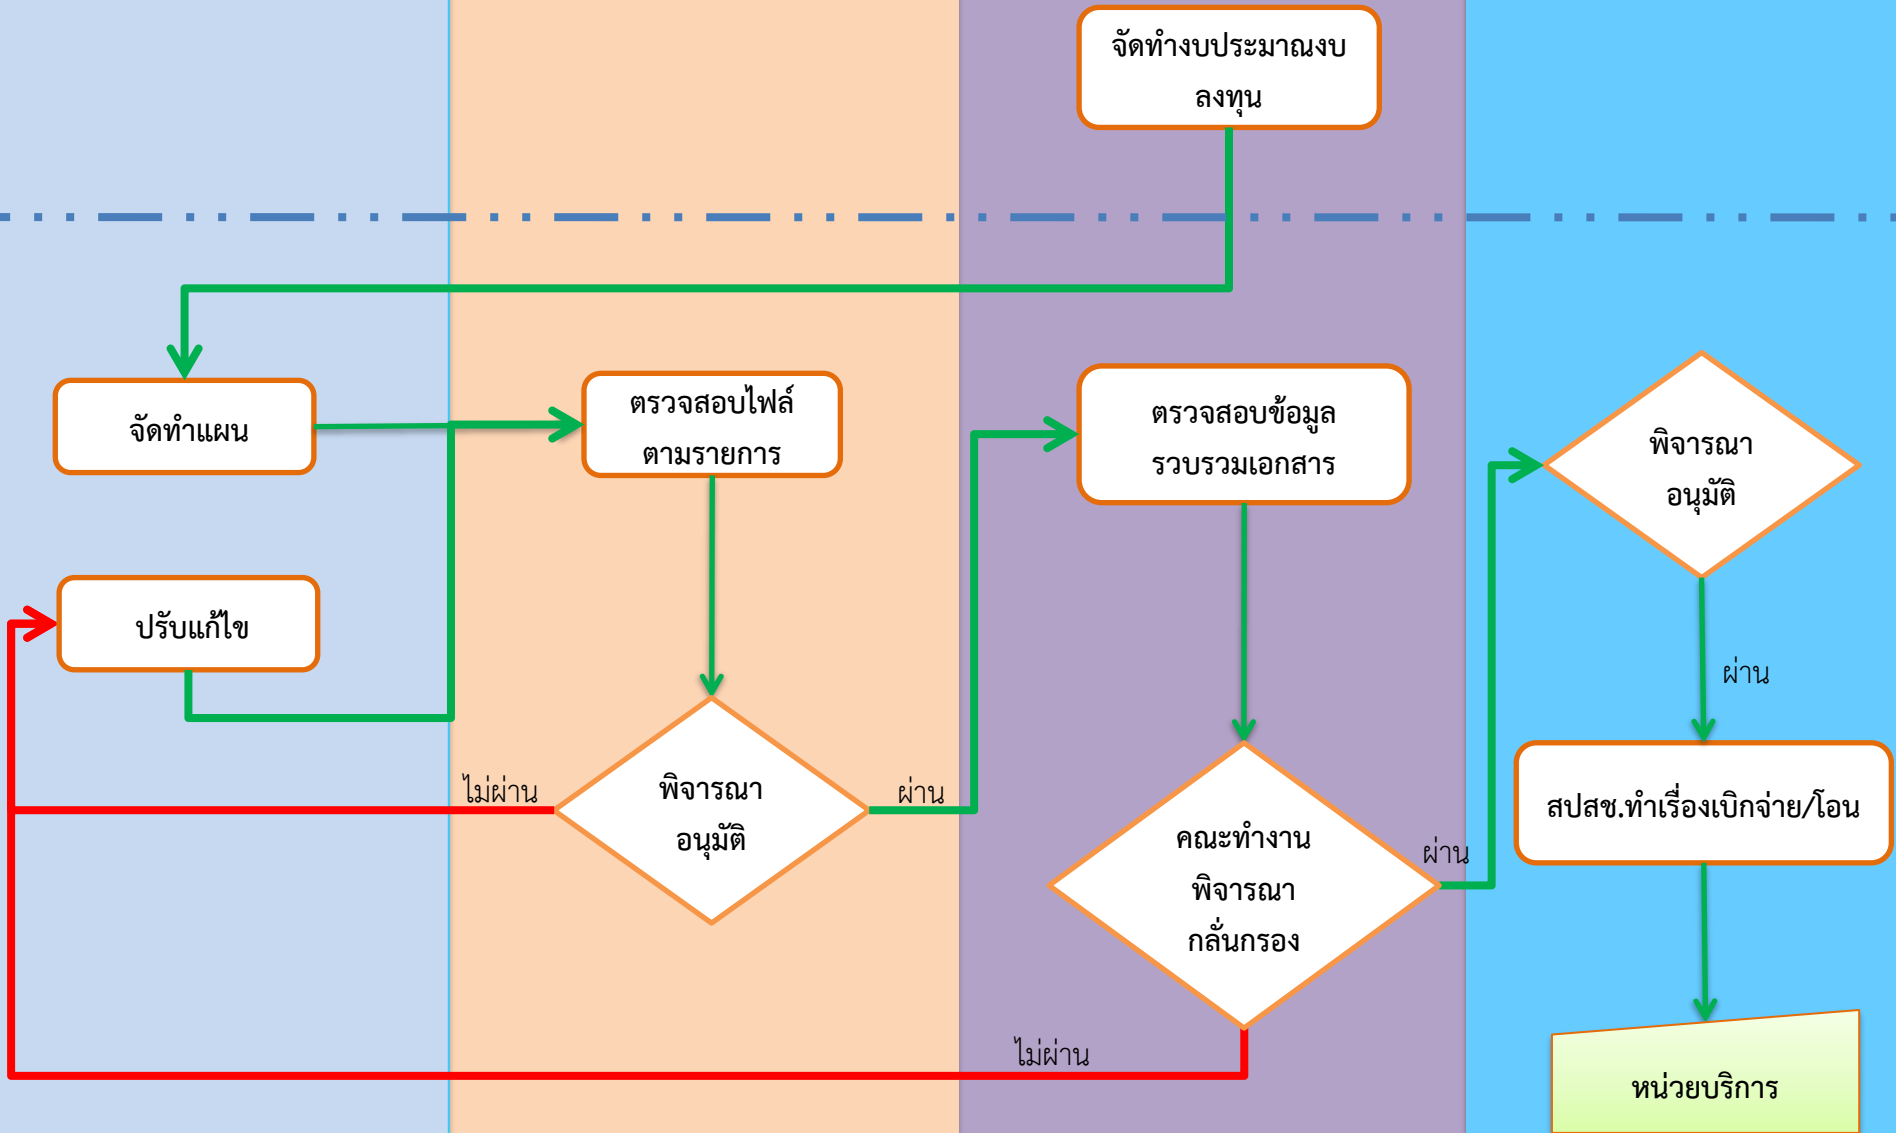 จัดทำงบประมาณงบ
ลงทุน
จัดทำแผน
ตรวจสอบไฟล์
ตามรายการ
ตรวจสอบข้อมูล
รวบรวมเอกสาร
พิจารณา
อนุมัติ
ปรับแก้ไข
ผ่าน
ไม่ผ่าน
พิจารณา
อนุมัติ
ผ่าน
คณะทำงาน
พิจารณา
กลั่นกรอง
ผ่าน
สปสช.ทำเรื่องเบิกจ่าย/โอน
ไม่ผ่าน
หน่วยบริการ